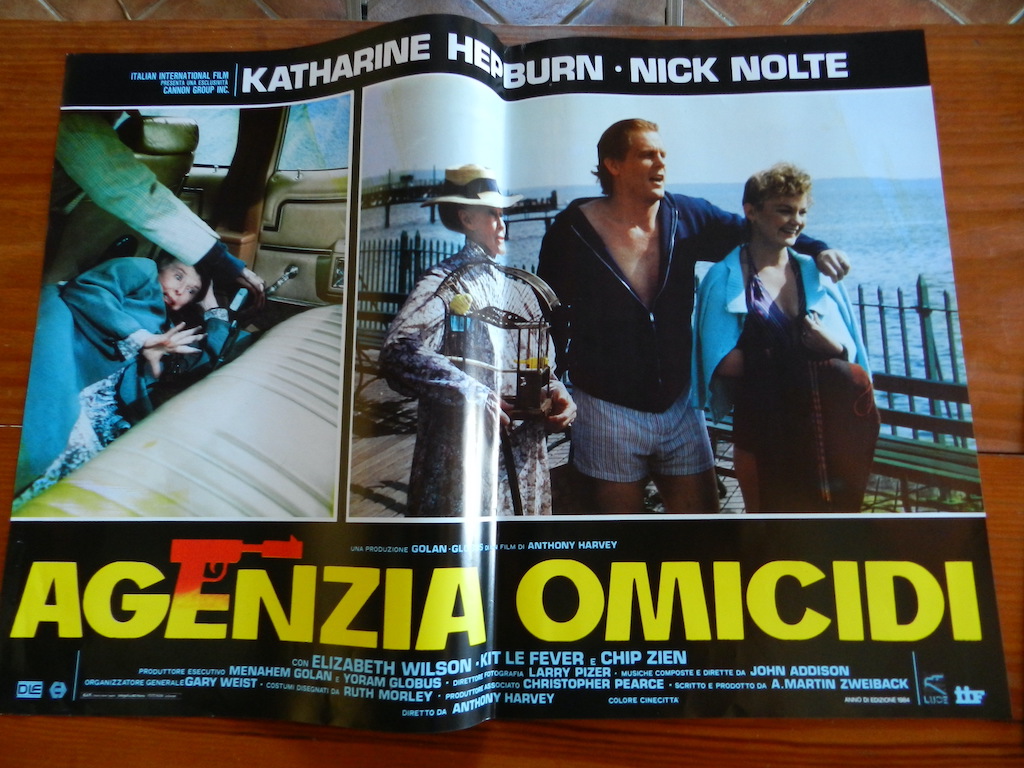 ITALIAN INTERNATIONAL FILM
PRESENTA UNA ESCLUSIVITÀ
CANNON GROUP INC.
KATHARINE HEPBURN · NICK NOLTE
UNA PRODUZIONE GOLAN-GLOBUS UN FILM DI ANTHONY HARVEY
AGENZIA OMICIDI
CON ELIZABETH WILSON · KIT LE FEVER E CHIP ZIEN
PRODUTTORE ESECUTIVO MENAHEM GOLAN E YORAM GLOBUS · DIRETTORE FOTOGRAFIA LARRY PIZER · MUSICHE COMPOSTE E DIRETTE DA JOHN ADDISON
ORGANIZZATORE GENERALE GARY WEIST · COSTUMI DISEGNATI DA RUTH MORLEY · PRODUTTORE ASSOCIATO CHRISTOPHER PEARCE · SCRITTO E PRODOTTO DA A. MARTIN ZWEIBACK
DIRETTO DA ANTHONY HARVEY COLORE CINECITTÀ ANNO DI EDIZIONE 1984
LUCE
IIF